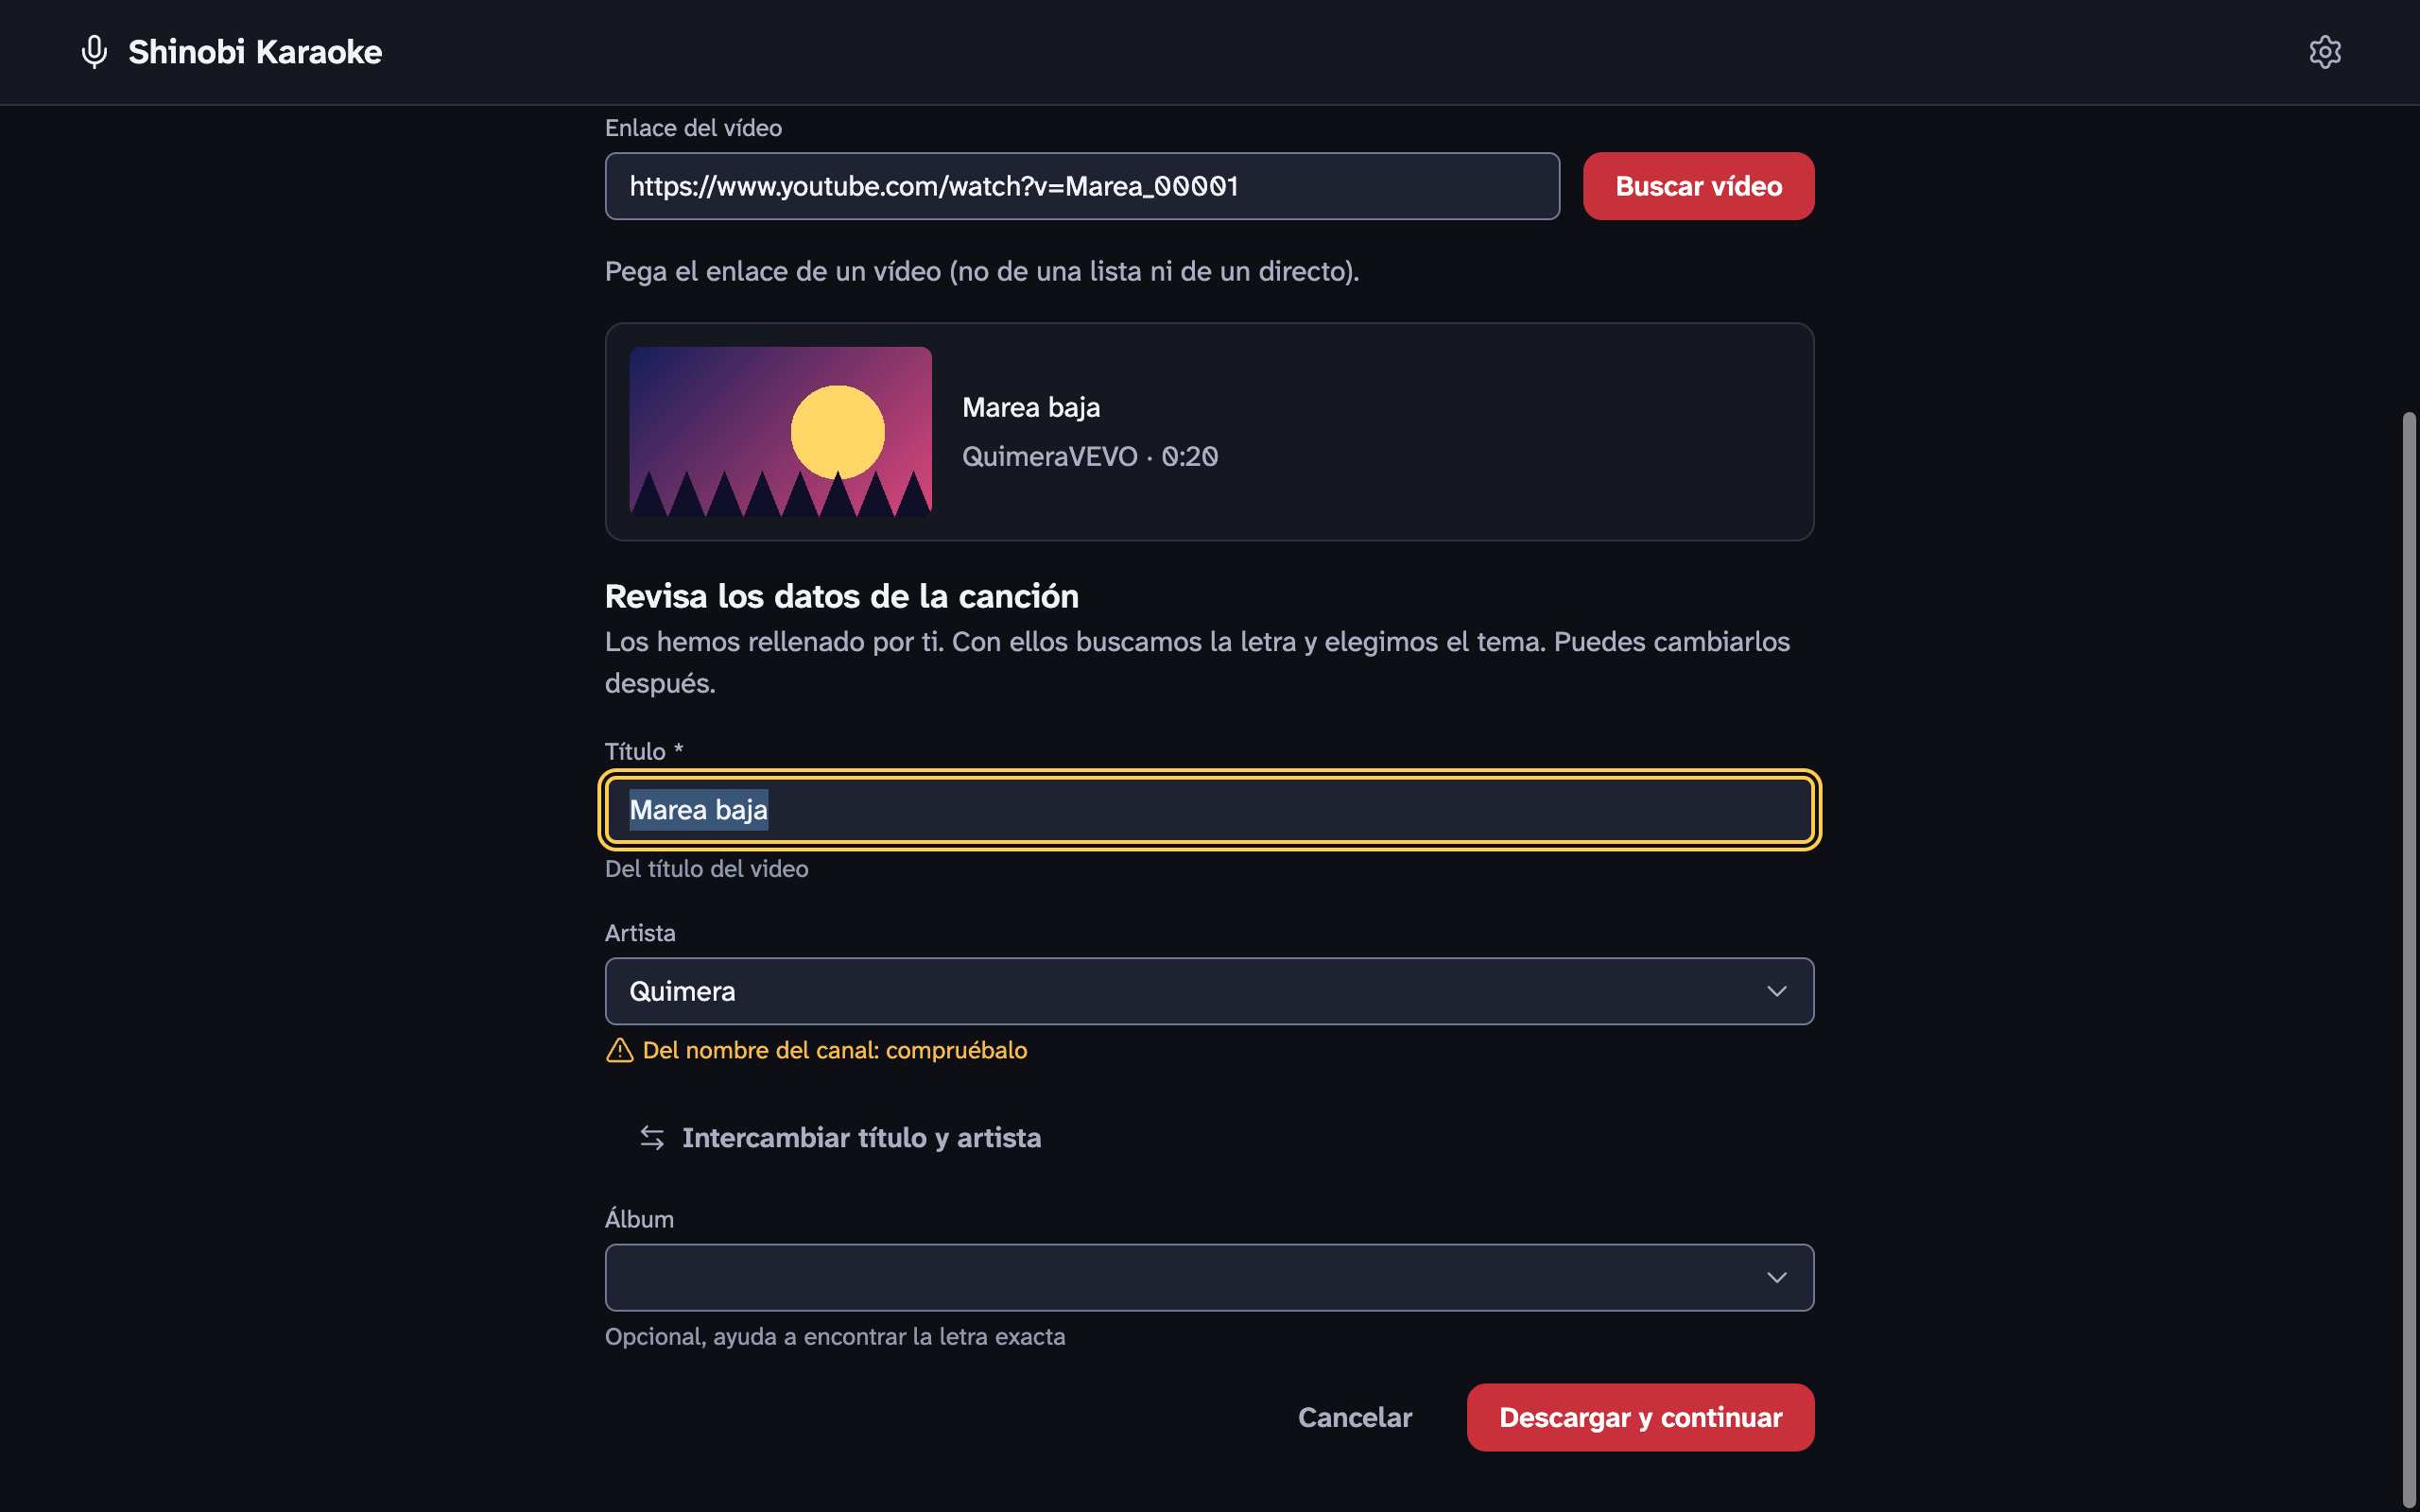 Shinobi Karaoke
Enlace del vídeo
https://www.youtube.com/watch?v=Marea_00001
Buscar vídeo
Pega el enlace de un vídeo (no de una lista ni de un directo).
Marea baja
QuimeraVEVO · 0:20
Revisa los datos de la canción
Los hemos rellenado por ti. Con ellos buscamos la letra y elegimos el tema. Puedes cambiarlos
después.
Título *
Marea baja
Del título del video
Artista
Quimera
Del nombre del canal: compruébalo
Intercambiar título y artista
Álbum
Opcional, ayuda a encontrar la letra exacta
Cancelar
Descargar y continuar